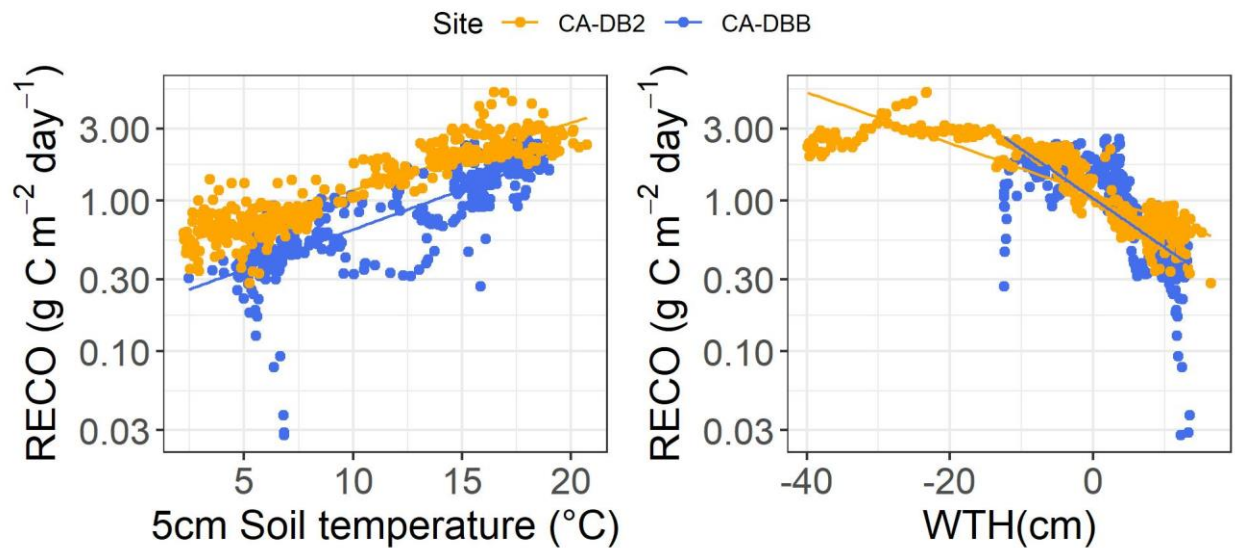 Site CA-DB2 CA-DBB
RECO (g C m⁻² day⁻¹)
3.00
1.00
0.30
0.10
0.03
5 10 15 20
5cm Soil temperature (°C)
RECO (g C m⁻² day⁻¹)
3.00
1.00
0.30
0.10
0.03
-40 -20 0
WTH(cm)